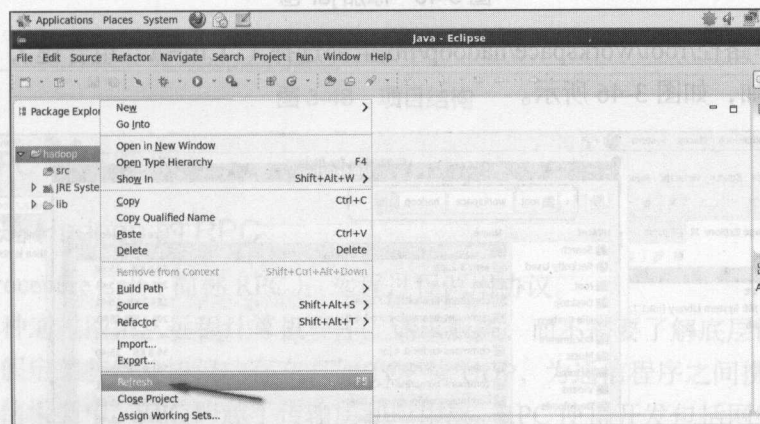 Applications Places System
Java - Eclipse
File Edit Source Refactor Navigate Search Project Run Window Help
Package Explor
hadoop
src
JRE Syste
lib
New >
Go Into
Open in New Window
Open Type Hierarchy F4
Show In Shift+Alt+W >
Copy Ctrl+C
Copy Qualified Name
Paste Ctrl+V
Delete Delete
Remove from Context Shift+Ctrl+Alt+Down
Build Path >
Source Shift+Alt+S >
Refactor Shift+Alt+T >
Import...
Export...
Refresh F5
Close Project
Assign Working Sets...